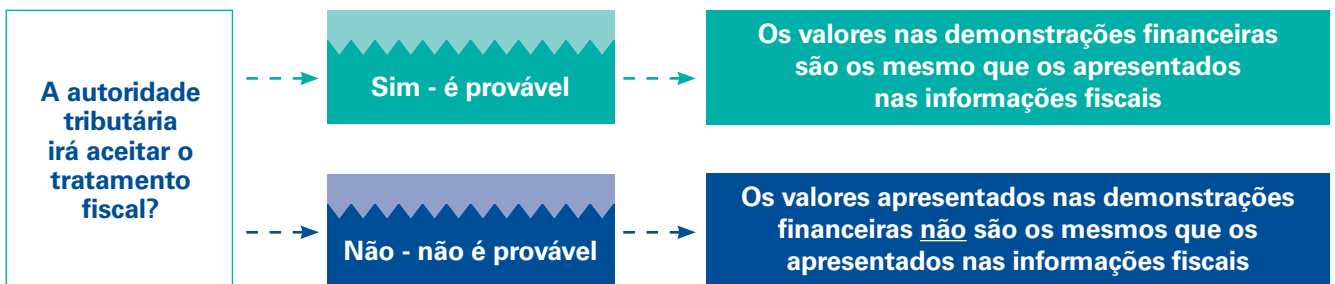 A autoridade
tributária
irá aceitar o
tratamento
fiscal?
Sim - é provável
Os valores nas demonstrações financeiras
são os mesmo que os apresentados
nas informações fiscais
Não - não é provável
Os valores apresentados nas demonstrações
financeiras não são os mesmos que os
apresentados nas informações fiscais